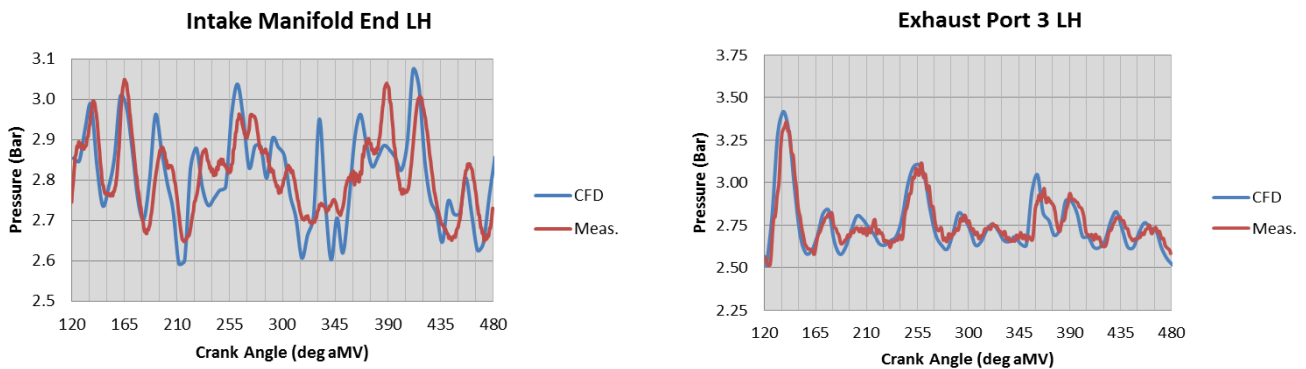 Intake Manifold End LH
Pressure (Bar)
3.1
3.0
2.9
2.8
2.7
2.6
2.5
120 165 210 255 300 345 390 435 480
Crank Angle (deg aMV)
CFD
Meas.
Exhaust Port 3 LH
Pressure (Bar)
3.75
3.50
3.25
3.00
2.75
2.50
2.25
120 165 210 255 300 345 390 435 480
Crank Angle (deg aMV)
CFD
Meas.